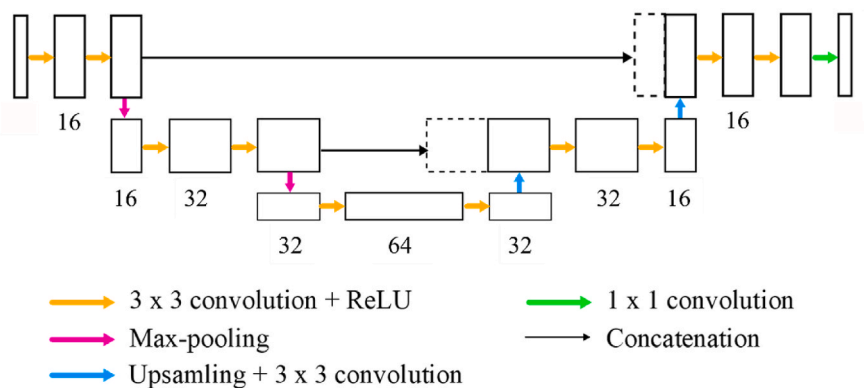 16
16
16
32
32
16
32
64
32
3 x 3 convolution + ReLU
1 x 1 convolution
Max-pooling
Concatenation
Upsamling + 3 x 3 convolution